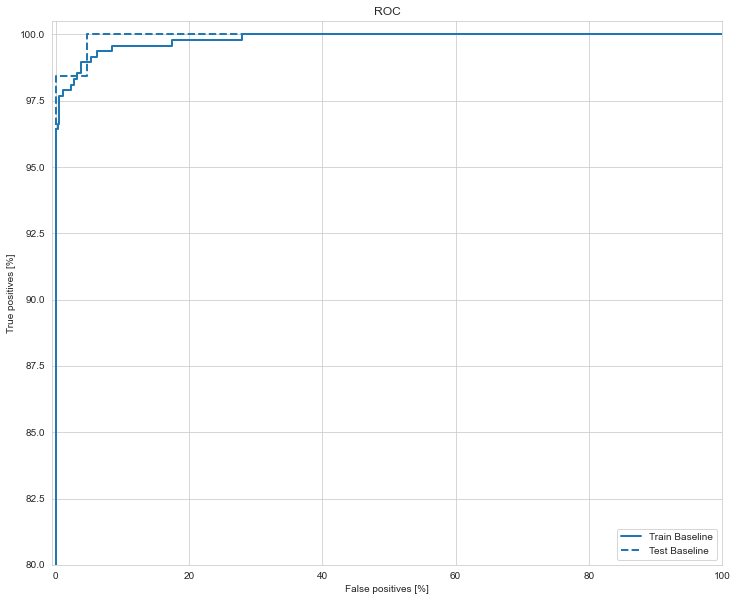 ROC
True positives [%]
100.0
97.5
95.0
92.5
90.0
87.5
85.0
82.5
80.0
Train Baseline
Test Baseline
0 20 40 60 80 100
False positives [%]